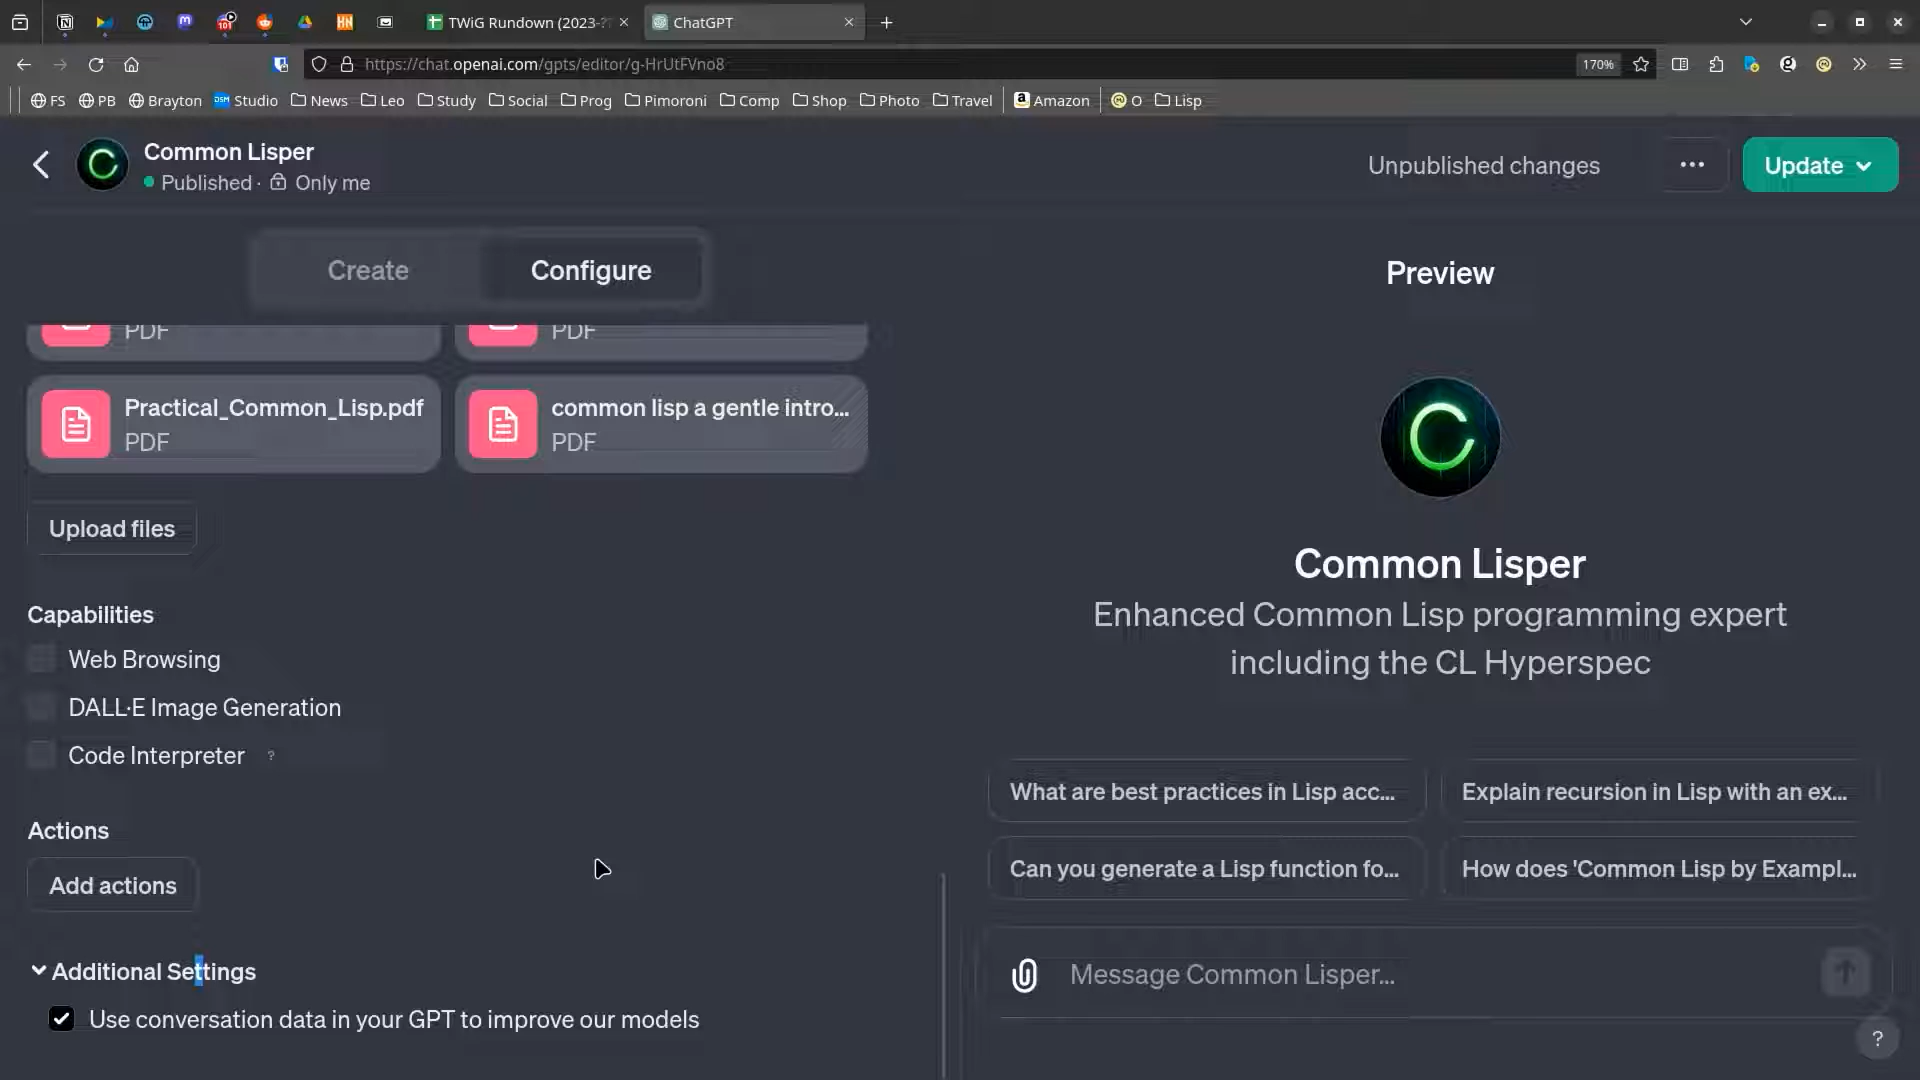 TWiG Rundown (2023-?
ChatGPT
https://chat.openai.com/gpts/editor/g-HrUtFVno8
170%
FS
PB
Brayton
Studio
News
Leo
Study
Social
Prog
Pimoroni
Comp
Shop
Photo
Travel
Amazon
O
Lisp
Common Lisper
Published · Only me
Unpublished changes
Update
Create
Configure
Preview
PDF
PDF
Practical_Common_Lisp.pdf
PDF
common lisp a gentle intro...
PDF
Upload files
Capabilities
Web Browsing
DALL·E Image Generation
Code Interpreter ?
Actions
Add actions
Additional Settings
Use conversation data in your GPT to improve our models
Common Lisper
Enhanced Common Lisp programming expert
including the CL Hyperspec
What are best practices in Lisp acc...
Explain recursion in Lisp with an ex...
Can you generate a Lisp function fo...
How does 'Common Lisp by Exampl...
Message Common Lisper...
?